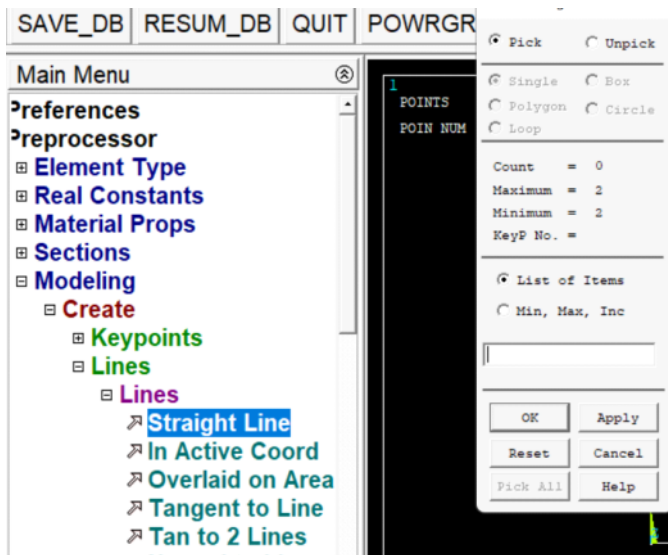 SAVE_DB RESUM_DB QUIT POWRGR
Main Menu
Preferences
Preprocessor
Element Type
Real Constants
Material Props
Sections
Modeling
Create
Keypoints
Lines
Lines
Straight Line
In Active Coord
Overlaid on Area
Tangent to Line
Tan to 2 Lines
1
POINTS
POIN NUM
Pick Unpick
Single Box
Polygon Circle
Loop
Count = 0
Maximum = 2
Minimum = 2
KeyP No. =
List of Items
Min, Max, Inc
OK Apply
Reset Cancel
Pick All Help